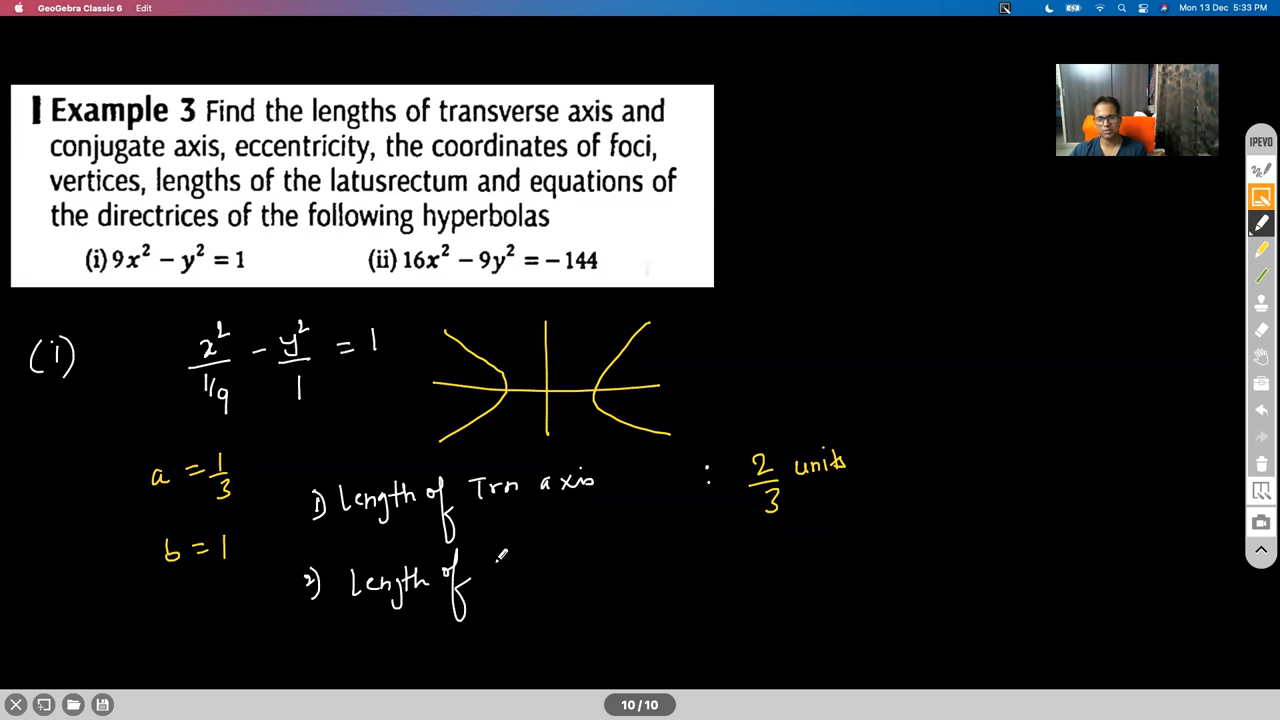 GeoGebra Classic 6 Edit Mon 13 Dec 5:33 PM
Example 3 Find the lengths of transverse axis and
conjugate axis, eccentricity, the coordinates of foci,
vertices, lengths of the latusrectum and equations of
the directrices of the following hyperbolas
(i) 9x² − y² = 1 (ii) 16x² − 9y² = − 144
IPEVO
(i) x²/(1/9) − y²/1 = 1
a = 1/3
1) Length of Trn axis : 2/3 units
b = 1
2) Length of
10 / 10